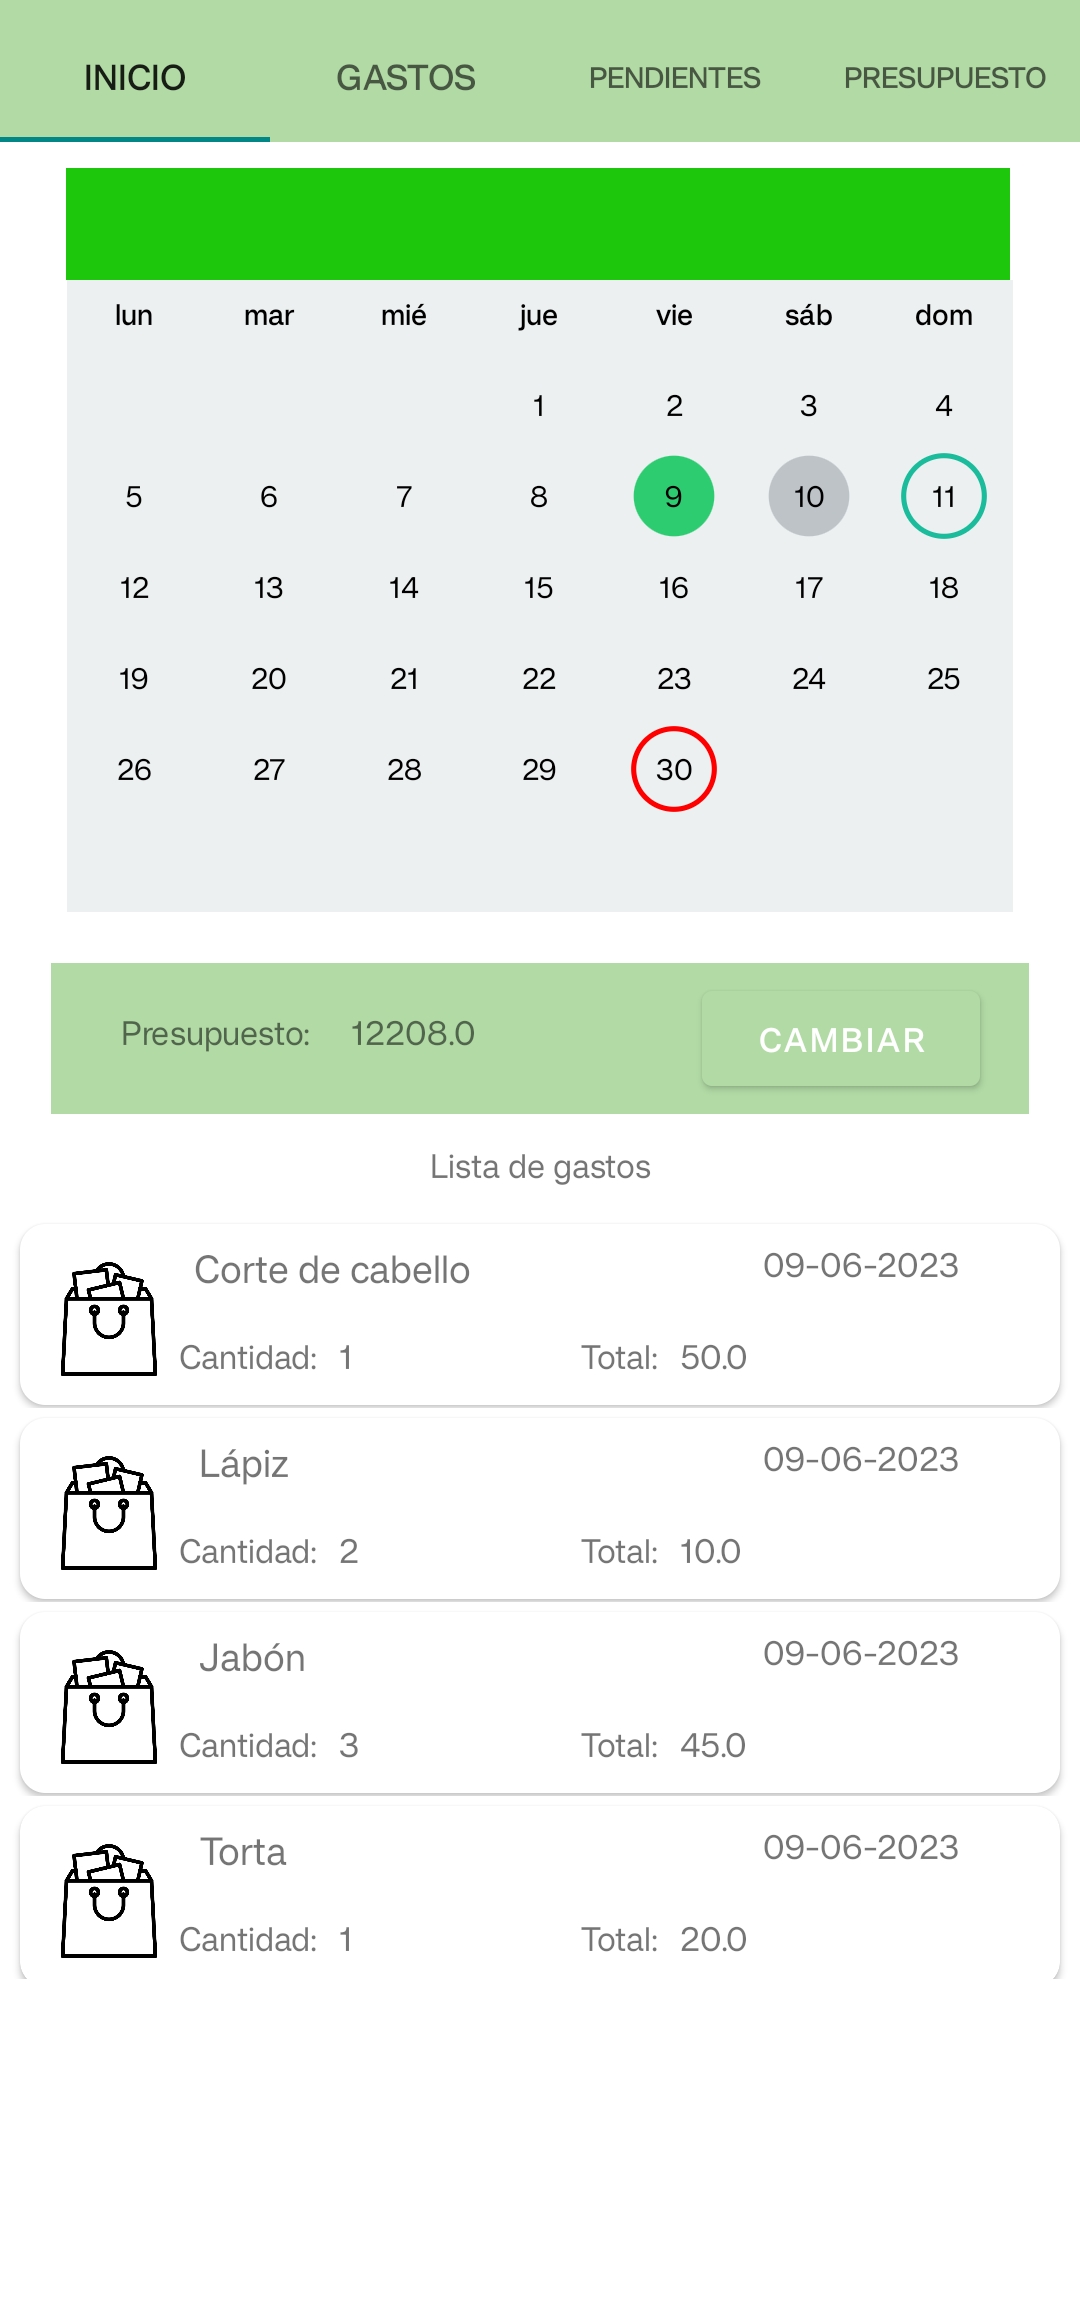 INICIO GASTOS PENDIENTES PRESUPUESTO
lun mar mié jue vie sáb dom
1 2 3 4
5 6 7 8 9 10 11
12 13 14 15 16 17 18
19 20 21 22 23 24 25
26 27 28 29 30
Presupuesto: 12208.0 CAMBIAR
Lista de gastos
Corte de cabello 09-06-2023
Cantidad: 1 Total: 50.0
Lápiz 09-06-2023
Cantidad: 2 Total: 10.0
Jabón 09-06-2023
Cantidad: 3 Total: 45.0
Torta 09-06-2023
Cantidad: 1 Total: 20.0